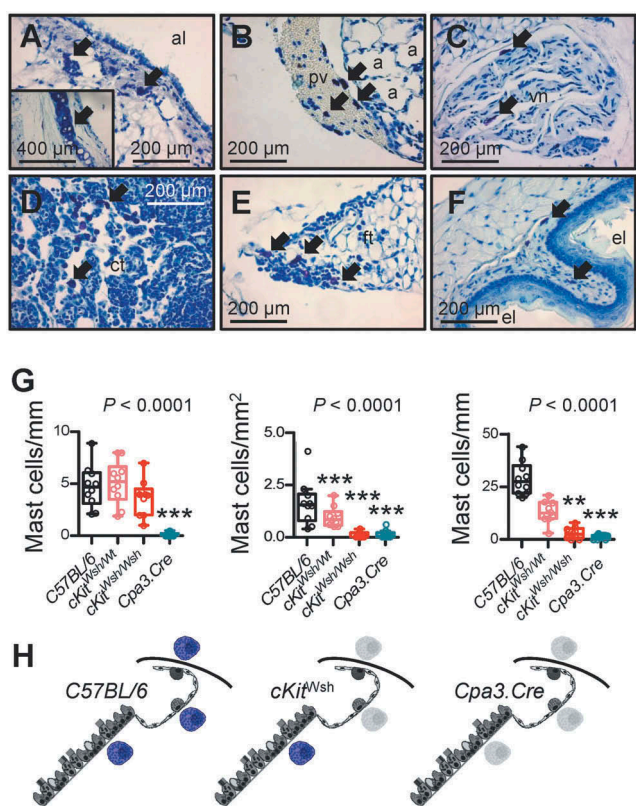 A
al
400 µm
200 µm
B
pv
a
a
a
200 µm
C
vn
200 µm
D
200 µm
ct
E
ft
200 µm
F
el
el
200 µm
G
P < 0.0001
Mast cells/mm
10
5
0
***
C57BL/6
cKitWsh/Wt
cKitWsh/Wsh
Cpa3.Cre
P < 0.0001
Mast cells/mm²
5.0
2.5
0.0
***
***
***
C57BL/6
cKitWsh/Wt
cKitWsh/Wsh
Cpa3.Cre
P < 0.0001
Mast cells/mm
50
25
0
**
***
C57BL/6
cKitWsh/Wt
cKitWsh/Wsh
Cpa3.Cre
H
C57BL/6
cKitWsh
Cpa3.Cre